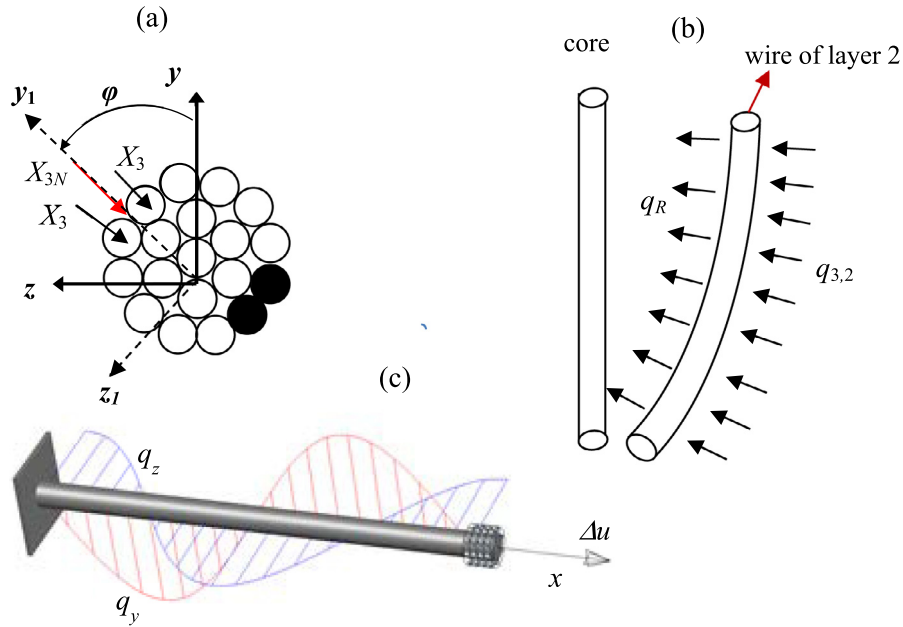 (a)
y
y₁
φ
X₃
X₃N
X₃
z
z₁
core
(b)
wire of layer 2
qR
q₃,₂
(c)
qz
Δu
x
qy